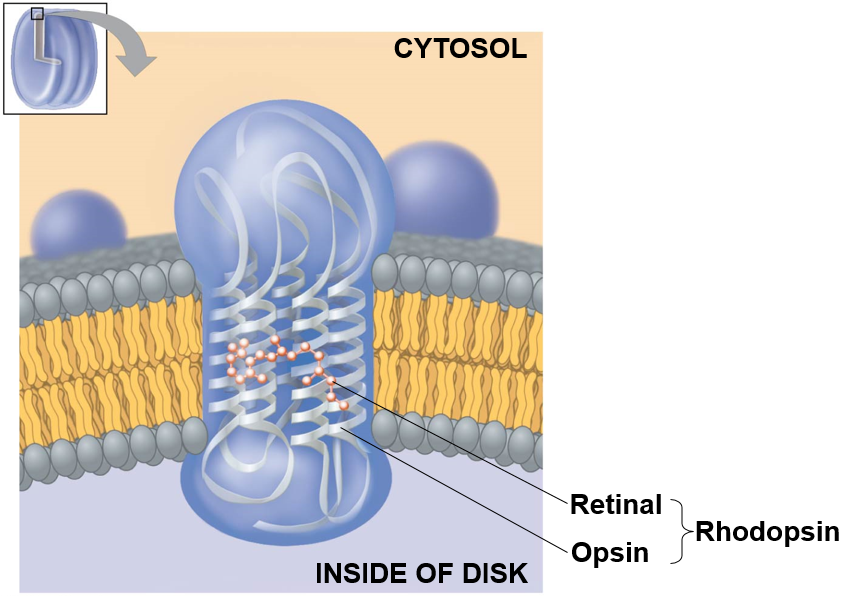 CYTOSOL
Retinal
Rhodopsin
Opsin
INSIDE OF DISK